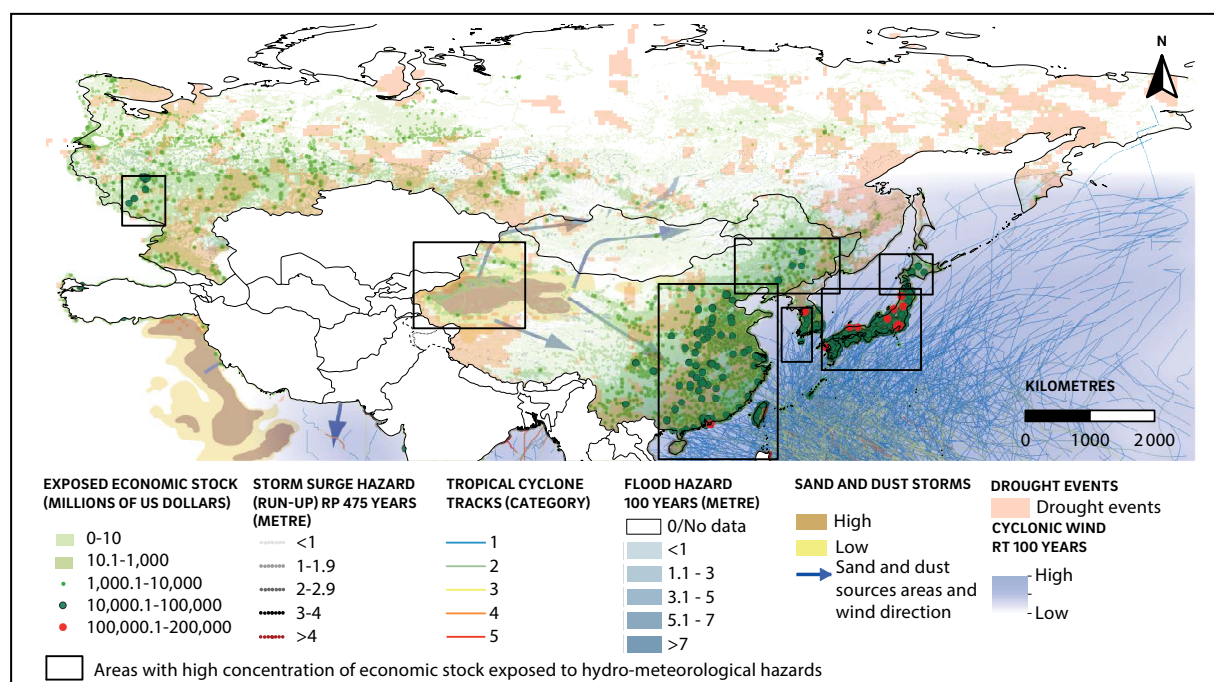 N
KILOMETRES
0 1 000 2 000
EXPOSED ECONOMIC STOCK
(MILLIONS OF US DOLLARS)
0-10
10.1-1,000
1,000.1-10,000
10,000.1-100,000
100,000.1-200,000
STORM SURGE HAZARD
(RUN-UP) RP 475 YEARS
(METRE)
<1
1-1.9
2-2.9
3-4
>4
TROPICAL CYCLONE
TRACKS (CATEGORY)
1
2
3
4
5
FLOOD HAZARD
100 YEARS (METRE)
0/No data
<1
1.1 - 3
3.1 - 5
5.1 - 7
>7
SAND AND DUST STORMS
High
Low
Sand and dust
sources areas and
wind direction
DROUGHT EVENTS
Drought events
CYCLONIC WIND
RT 100 YEARS
High
Low
Areas with high concentration of economic stock exposed to hydro-meteorological hazards